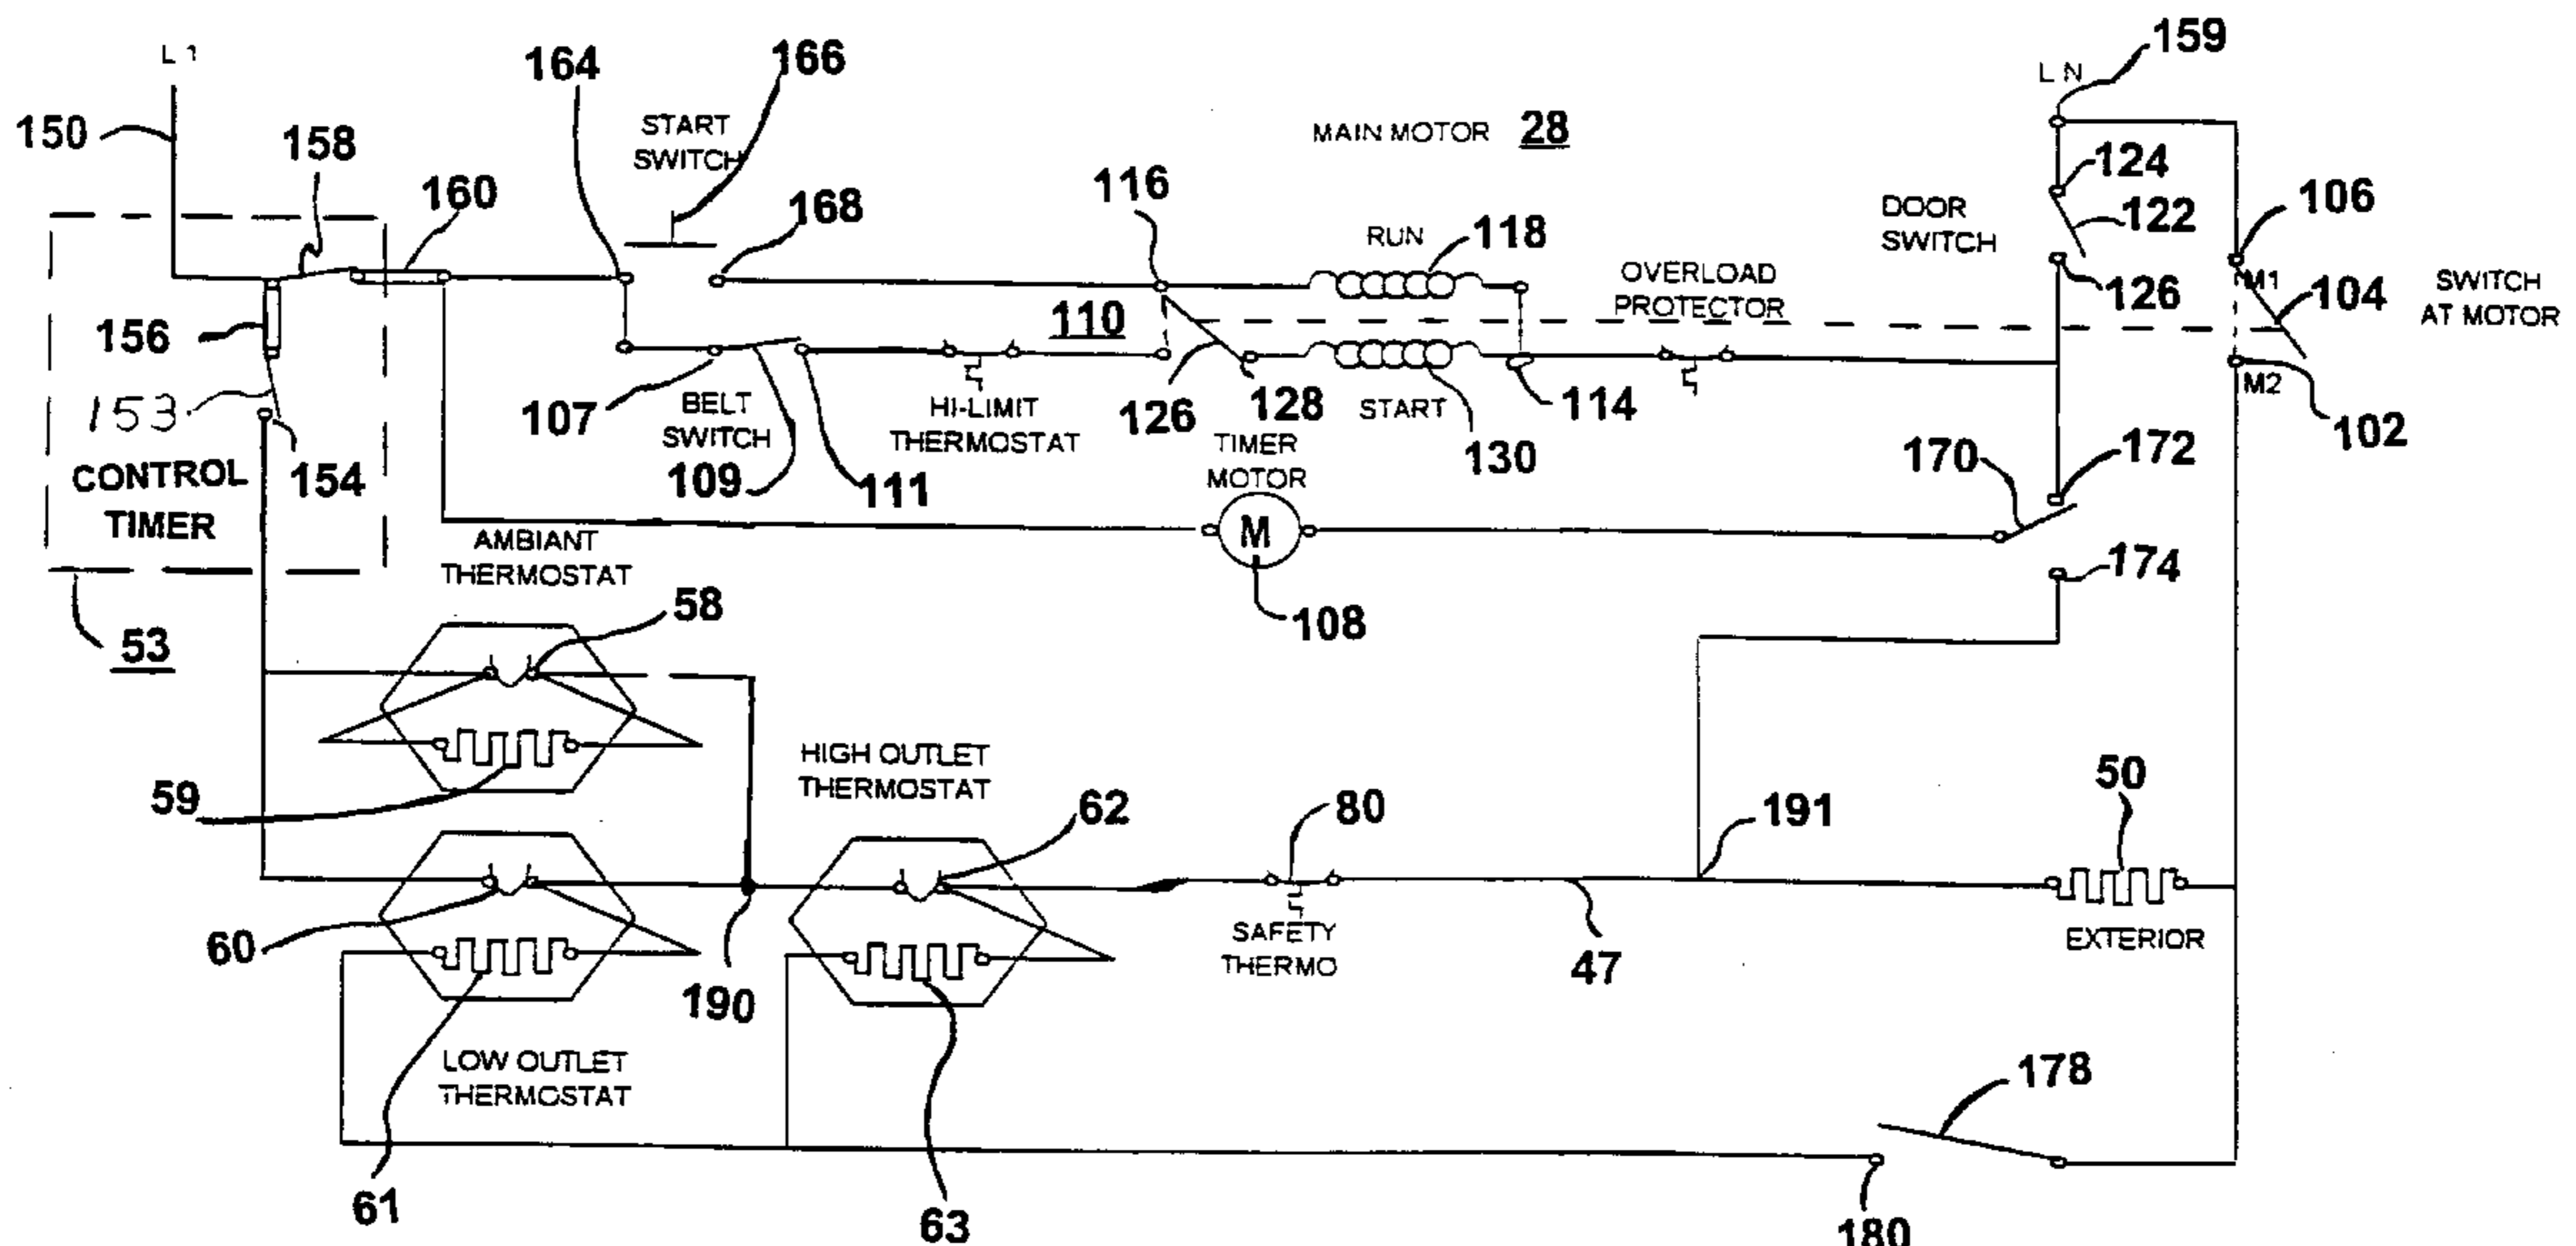 L 1
150
158
160
164
START
SWITCH
166
168
116
MAIN MOTOR 28
RUN
118
OVERLOAD
PROTECTOR
DOOR
SWITCH
L N
159
124
122
126
106
M1
104
SWITCH
AT MOTOR
156
153
154
CONTROL
TIMER
53
107
BELT
SWITCH
109
111
HI-LIMIT
THERMOSTAT
110
126
128
START
130
114
M2
102
TIMER
MOTOR
M
108
170
172
174
AMBIANT
THERMOSTAT
58
59
HIGH OUTLET
THERMOSTAT
62
80
191
50
60
190
SAFETY
THERMO
47
EXTERIOR
LOW OUTLET
THERMOSTAT
61
63
178
180